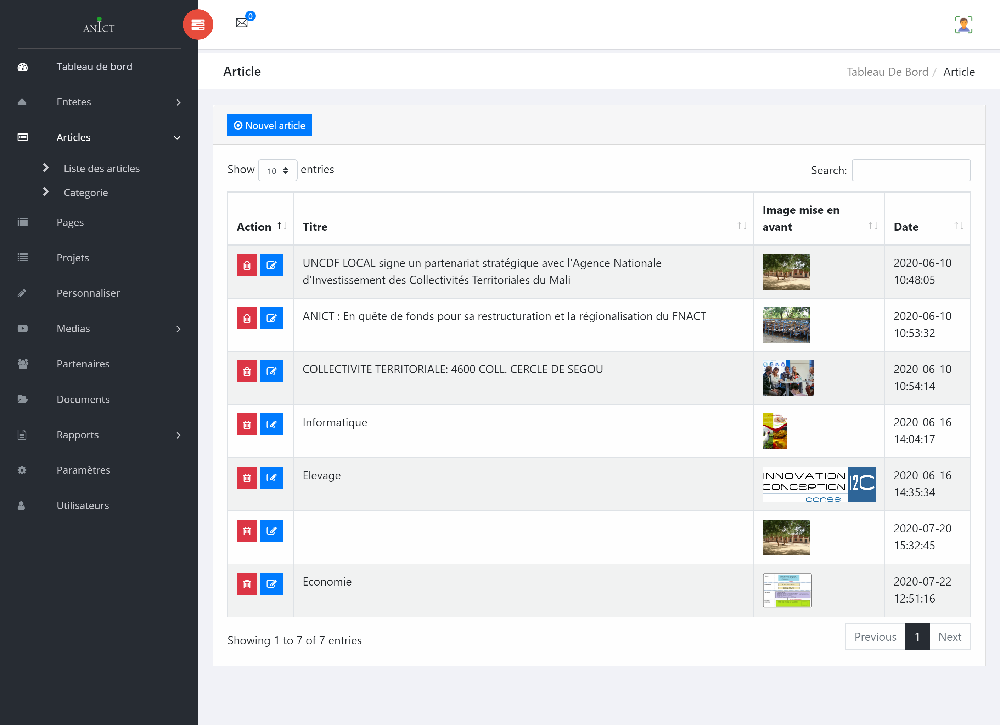 ANICT
0
Tableau de bord
Entetes
Articles
Liste des articles
Categorie
Pages
Projets
Personnaliser
Medias
Partenaires
Documents
Rapports
Paramètres
Utilisateurs
Article
Tableau De Bord / Article
Nouvel article
Show 10 entries
Search:
Action
Titre
Image mise en
avant
Date
UNCDF LOCAL signe un partenariat stratégique avec l’Agence Nationale
d’Investissement des Collectivités Territoriales du Mali
2020-06-10
10:48:05
ANICT : En quête de fonds pour sa restructuration et la régionalisation du FNACT
2020-06-10
10:53:32
COLLECTIVITE TERRITORIALE: 4600 COLL. CERCLE DE SEGOU
2020-06-10
10:54:14
Informatique
2020-06-16
14:04:17
Elevage
INNOVATION
CONCEPTION
conseil
I2C
2020-06-16
14:35:34
2020-07-20
15:32:45
Economie
2020-07-22
12:51:16
Showing 1 to 7 of 7 entries
Previous
1
Next